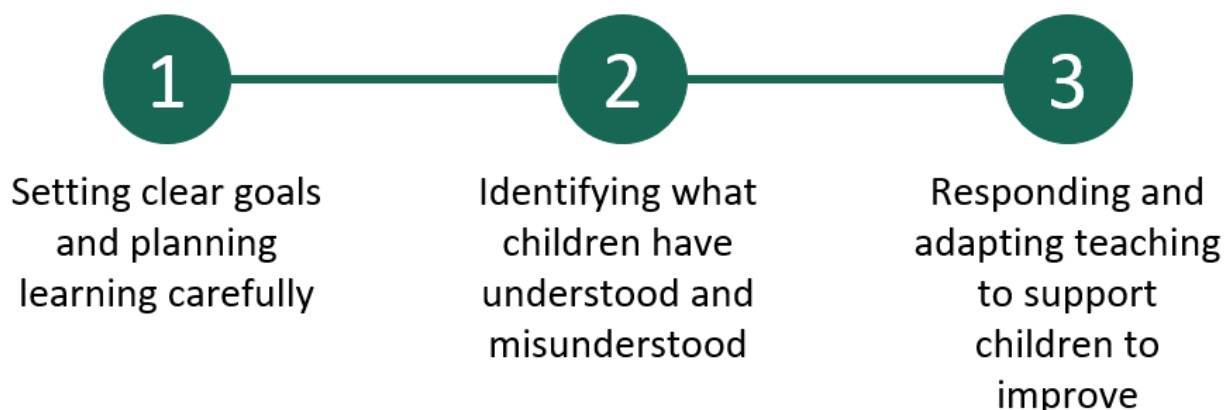 1
2
3
Setting clear goals
and planning
learning carefully
Identifying what
children have
understood and
misunderstood
Responding and
adapting teaching
to support
children to
improve